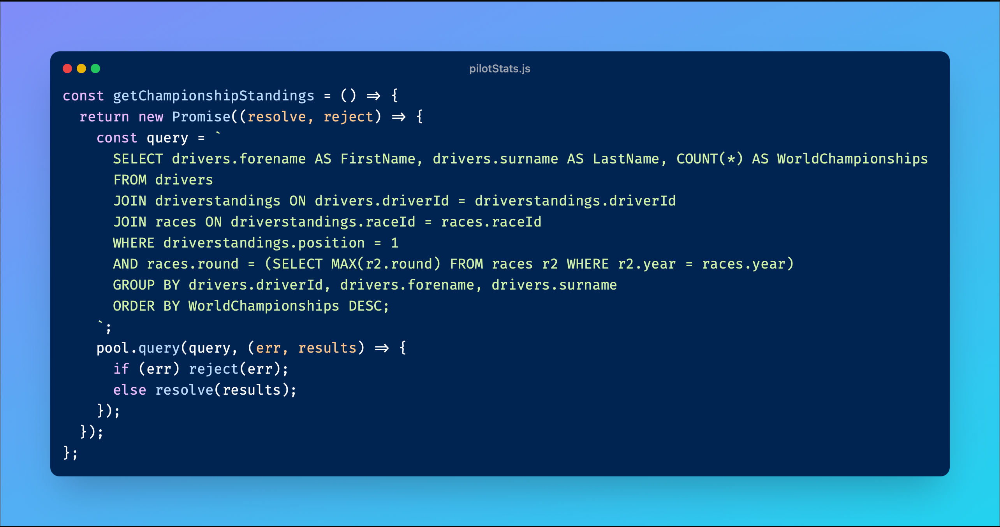 pilotStats.js
const getChampionshipStandings = () => {
  return new Promise((resolve, reject) => {
    const query = `
      SELECT drivers.forename AS FirstName, drivers.surname AS LastName, COUNT(*) AS WorldChampionships
      FROM drivers
      JOIN driverstandings ON drivers.driverId = driverstandings.driverId
      JOIN races ON driverstandings.raceId = races.raceId
      WHERE driverstandings.position = 1
      AND races.round = (SELECT MAX(r2.round) FROM races r2 WHERE r2.year = races.year)
      GROUP BY drivers.driverId, drivers.forename, drivers.surname
      ORDER BY WorldChampionships DESC;
    `;
    pool.query(query, (err, results) => {
      if (err) reject(err);
      else resolve(results);
    });
  });
};